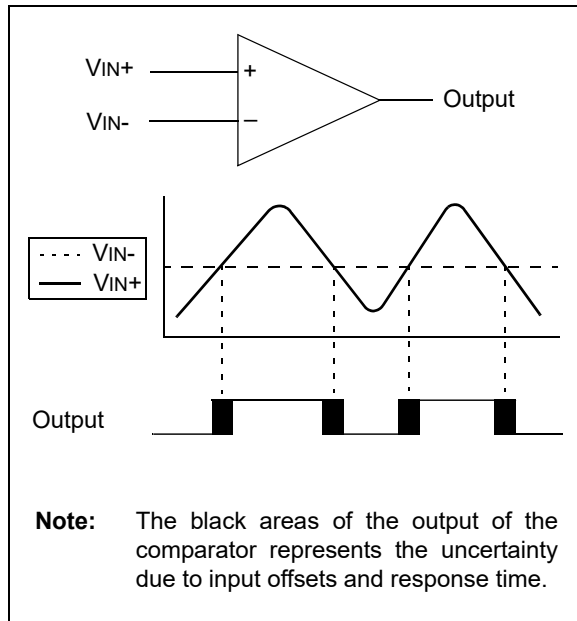 VIN+
+
Output
VIN-
–
VIN-
VIN+
Output
Note: The black areas of the output of the
comparator represents the uncertainty
due to input offsets and response time.